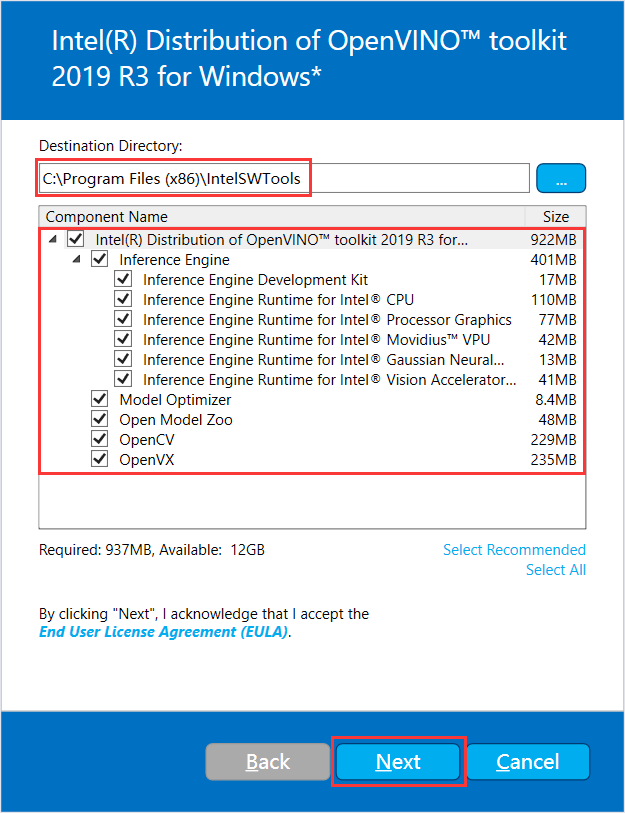 Intel(R) Distribution of OpenVINO™ toolkit
2019 R3 for Windows*
Destination Directory:
C:\Program Files (x86)\IntelSWTools
...
Component Name Size
Intel(R) Distribution of OpenVINO™ toolkit 2019 R3 for... 922MB
Inference Engine 401MB
Inference Engine Development Kit 17MB
Inference Engine Runtime for Intel® CPU 110MB
Inference Engine Runtime for Intel® Processor Graphics 77MB
Inference Engine Runtime for Intel® Movidius™ VPU 42MB
Inference Engine Runtime for Intel® Gaussian Neural... 13MB
Inference Engine Runtime for Intel® Vision Accelerator... 41MB
Model Optimizer 8.4MB
Open Model Zoo 48MB
OpenCV 229MB
OpenVX 235MB
Required: 937MB, Available: 12GB
Select Recommended
Select All
By clicking "Next", I acknowledge that I accept the
End User License Agreement (EULA).
Back Next Cancel